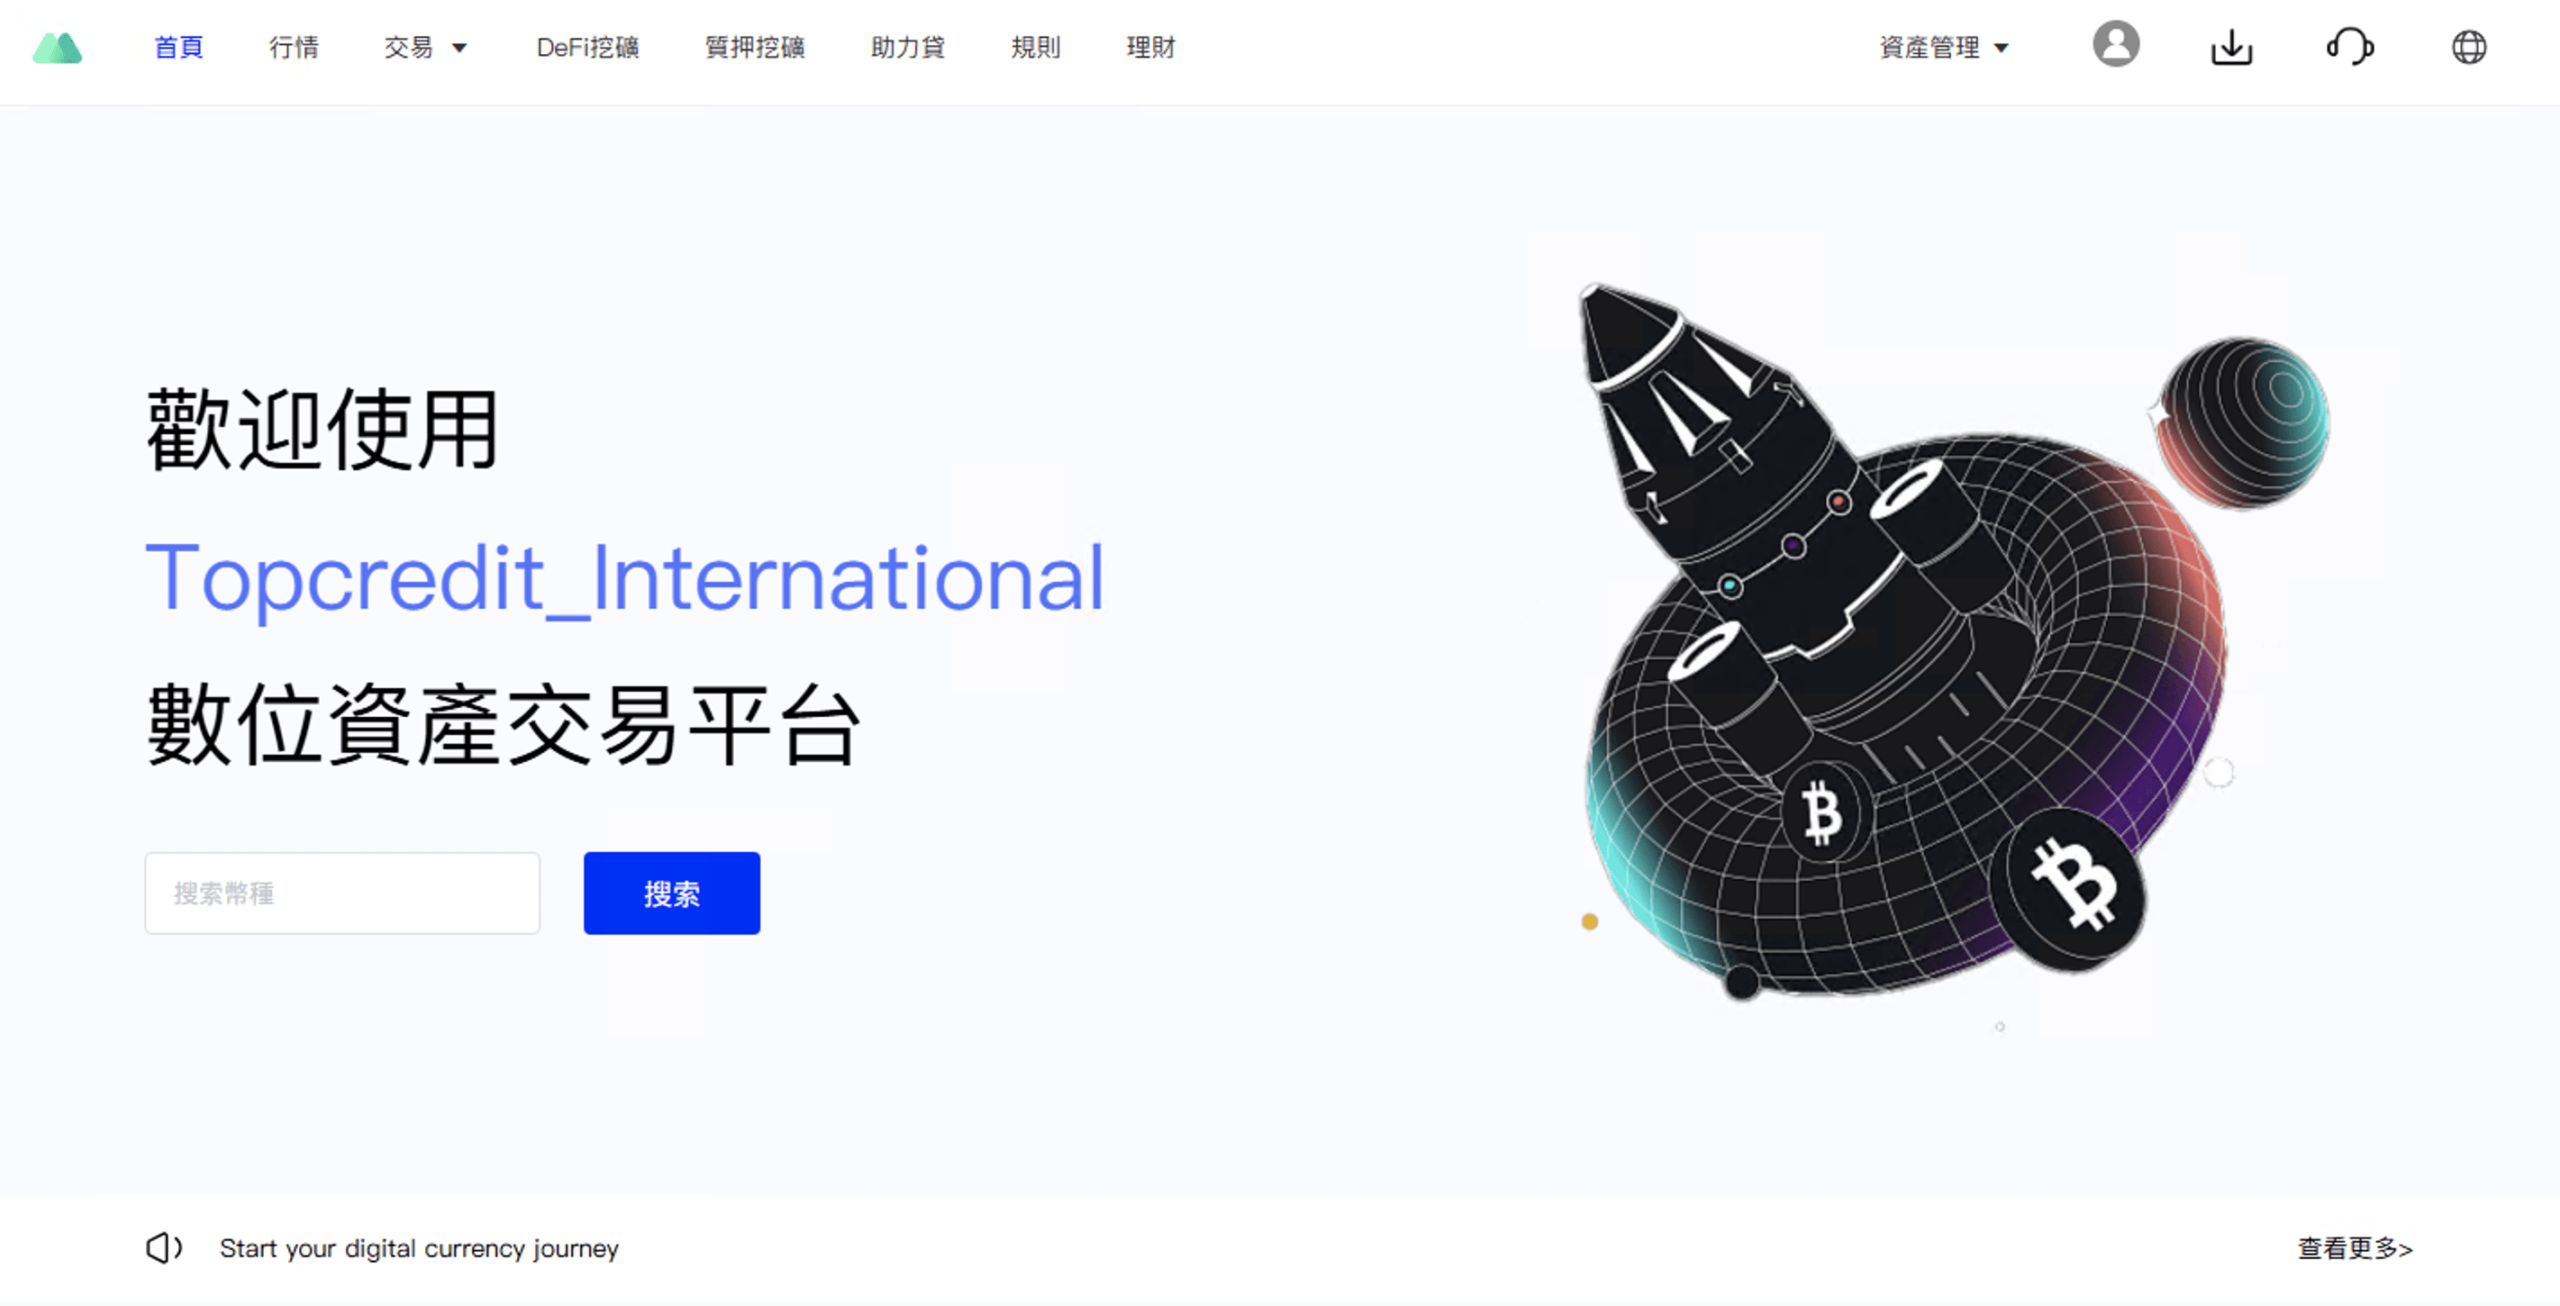 首頁 行情 交易 DeFi挖礦 質押挖礦 助力貸 規則 理財 資產管理
歡迎使用
Topcredit_International
數位資產交易平台
搜索幣種 搜索
Start your digital currency journey 查看更多>